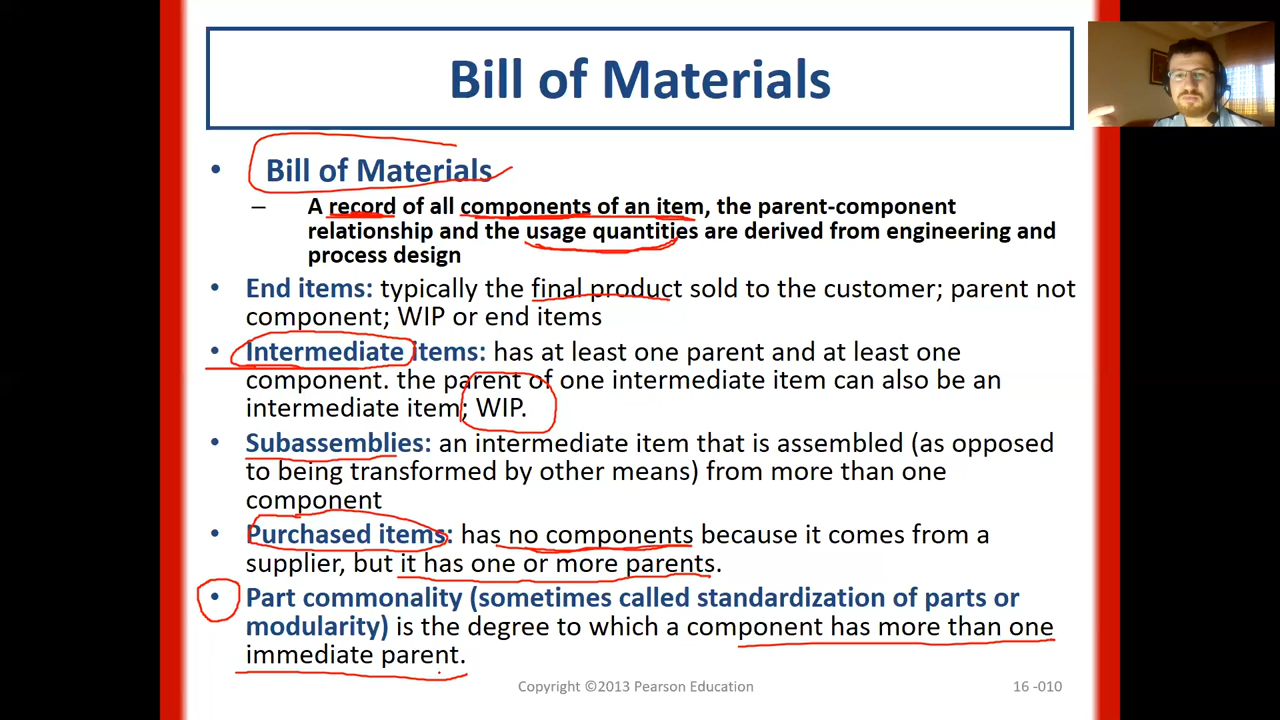 Bill of Materials
• Bill of Materials
– A record of all components of an item, the parent-component
relationship and the usage quantities are derived from engineering and
process design
• End items: typically the final product sold to the customer; parent not
component; WIP or end items
• Intermediate items: has at least one parent and at least one
component. the parent of one intermediate item can also be an
intermediate item; WIP.
• Subassemblies: an intermediate item that is assembled (as opposed
to being transformed by other means) from more than one
component
• Purchased items: has no components because it comes from a
supplier, but it has one or more parents.
• Part commonality (sometimes called standardization of parts or
modularity) is the degree to which a component has more than one
immediate parent.
Copyright ©2013 Pearson Education
16 -010